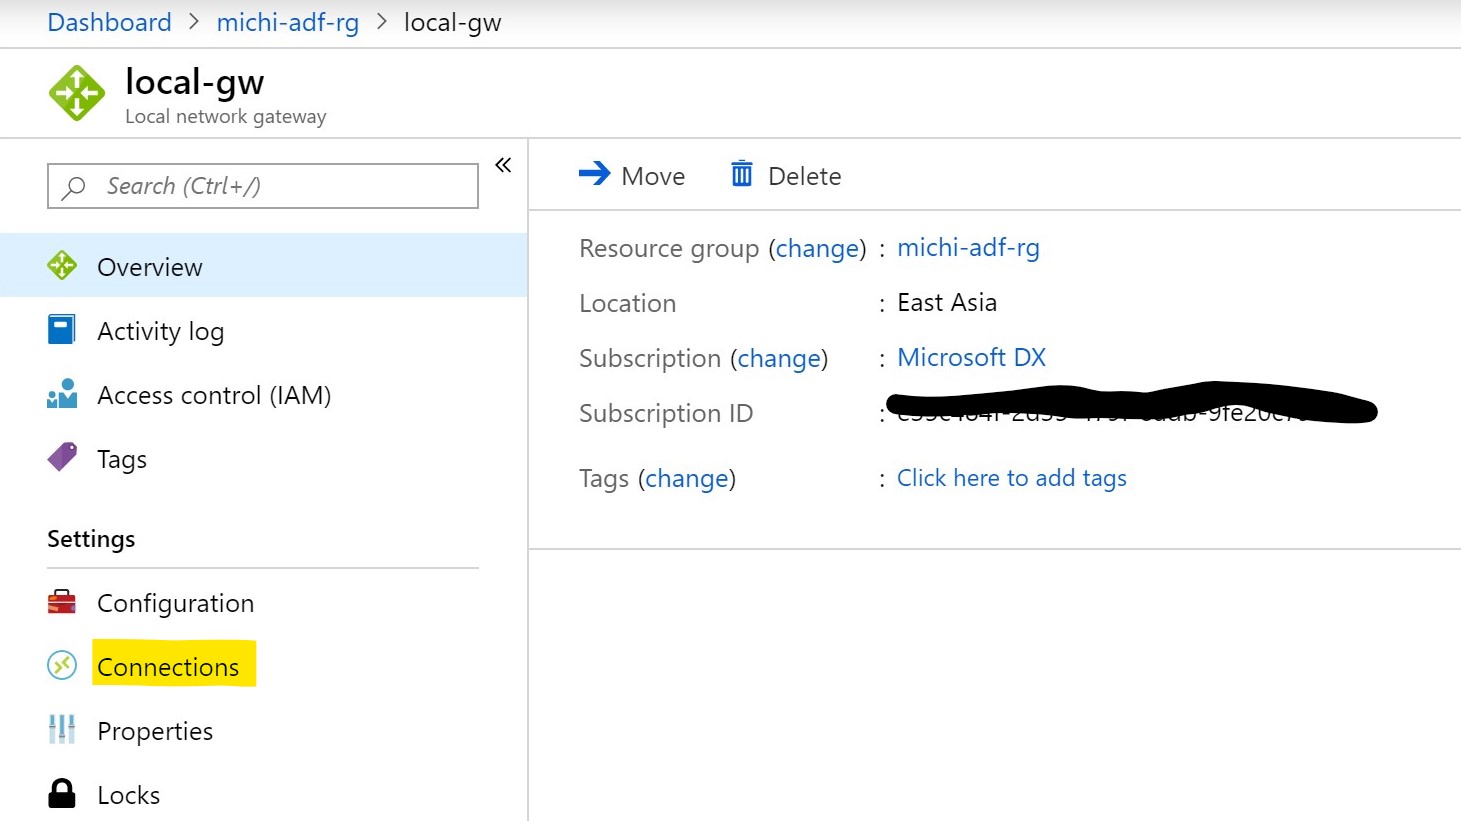 Dashboard > michi-adf-rg > local-gw
local-gw
Local network gateway
Search (Ctrl+/)
«
Overview
Activity log
Access control (IAM)
Tags
Settings
Configuration
Connections
Properties
Locks
Move Delete
Resource group (change) : michi-adf-rg
Location : East Asia
Subscription (change) : Microsoft DX
Subscription ID :
Tags (change) : Click here to add tags